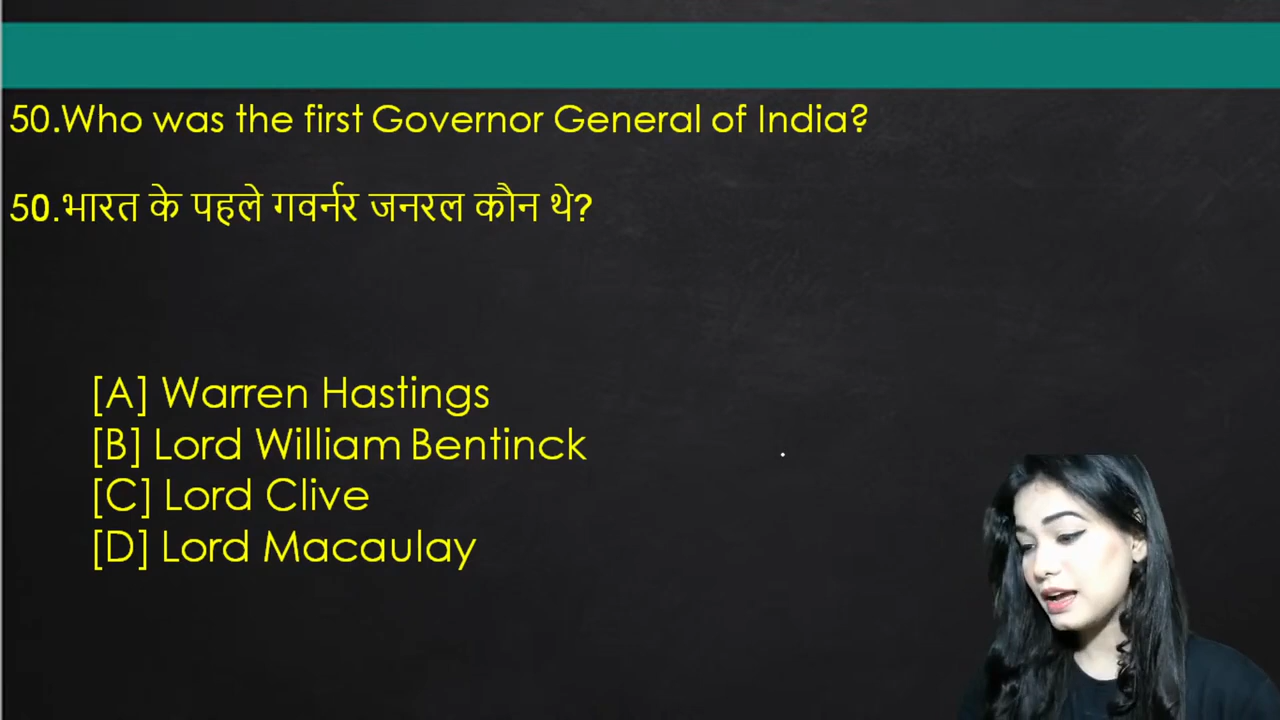 50.Who was the first Governor General of India?
50.भारत के पहले गवर्नर जनरल कौन थे?
[A] Warren Hastings
[B] Lord William Bentinck
[C] Lord Clive
[D] Lord Macaulay